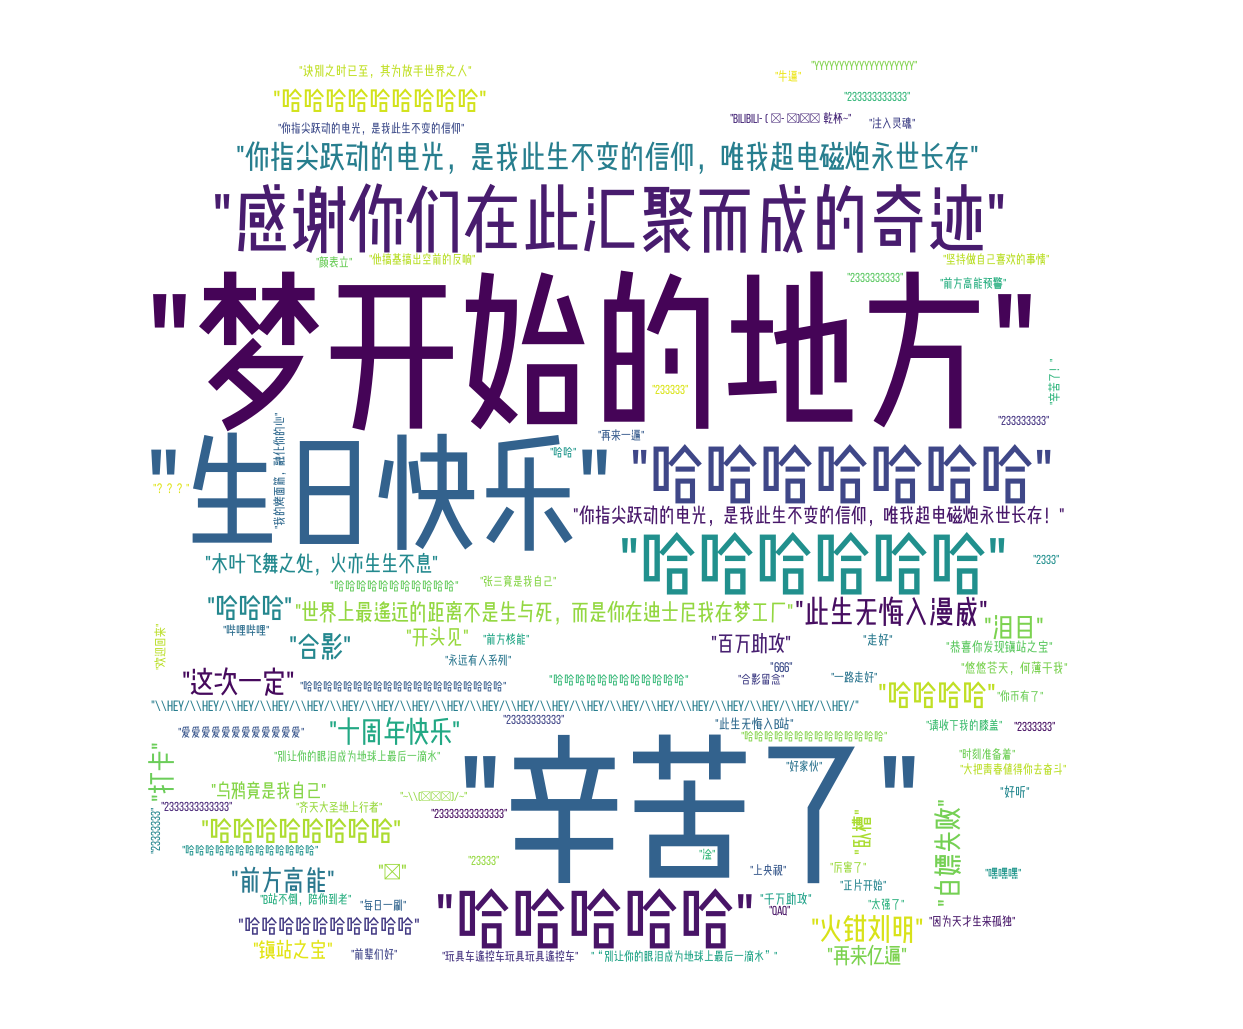 "诀别之时已至，其为放手世界之人"
"YYYYYYYYYYYYYYYYYYYY"
"牛逼"
"哈哈哈哈哈哈哈哈哈"
"233333333333"
"你指尖跃动的电光，是我此生不变的信仰"
"注入灵魂"
"你指尖跃动的电光，是我此生不变的信仰，唯我超电磁炮永世长存"
"感谢你们在此汇聚而成的奇迹"
"颜表立"
"他搞基搞出空前的反响"
"坚持做自己喜欢的事情"
"2333333333"
"前方高能预警"
"梦开始的地方"
"233333"
"辛苦了！"
"233333333"
"再来一遍"
"生日快乐"
"哈哈"
"哈哈哈哈哈哈哈"
"？？？"
"我的烤面筋，融化你的心"
"你指尖跃动的电光，是我此生不变的信仰，唯我超电磁炮永世长存！"
"哈哈哈哈哈哈"
"木叶飞舞之处，火亦生生不息"
"2333"
"哈哈哈哈哈哈哈哈哈哈哈"
"张三竟是我自己"
"哈哈哈"
"世界上最遙远的距离不是生与死，而是你在迪士尼我在梦工厂"
"此生无悔入漫威"
"泪目"
"哔哩哔哩"
"合影"
"开头见"
"前方核能"
"百万助攻"
"走好"
"恭喜你发现镇站之宝"
"欢迎回来"
"永远有人系列"
"666"
"悠悠苍天，何薄于我"
"这次一定"
"哈哈哈哈哈哈哈哈哈哈哈哈哈哈哈哈哈哈"
"哈哈哈哈哈哈哈哈哈哈哈哈"
"合影留念"
"一路走好"
"哈哈哈哈哈"
"你币有了"
"\\HEY/\\HEY/\\HEY/\\HEY/\\HEY/\\HEY/\\HEY/\\HEY/\\HEY/\\HEY/\\HEY/\\HEY/\\HEY/\\HEY/\\HEY/\\HEY/\\HEY/"
"爱爱爱爱爱爱爱爱爱爱爱"
"十周年快乐"
"23333333333"
"此生无悔入B站"
"请收下我的膝盖"
"2333333"
"哈哈哈哈哈哈哈哈哈哈哈哈哈"
"别让你的眼泪成为地球上最后一滴水"
"打卡"
"辛苦了"
"好家伙"
"时刻准备着"
"大把青春值得你去奋斗"
"乌鸦竟是我自己"
"好听"
"2333333333333"
"齐天大圣地上行者"
"23333333333333"
"23333333"
"哈哈哈哈哈哈哈"
"卧槽"
"白嫖失败"
"哈哈哈哈哈哈哈哈哈哈哈哈"
"23333"
"淦"
"上央视"
"厉害了"
"嘿嘿嘿"
"前方高能"
"正片开始"
"B站不倒，陪你到老"
"每日一刷"
"哈哈哈哈哈"
"千万助攻"
"QAQ"
"太强了"
"哈哈哈哈哈哈哈哈哈哈"
"火钳刘明"
"因为天才生来孤独"
"镇站之宝"
"前辈们好"
"玩具车遙控车玩具玩具遙控车"
"“别让你的眼泪成为地球上最后一滴水”"
"再来亿遍"